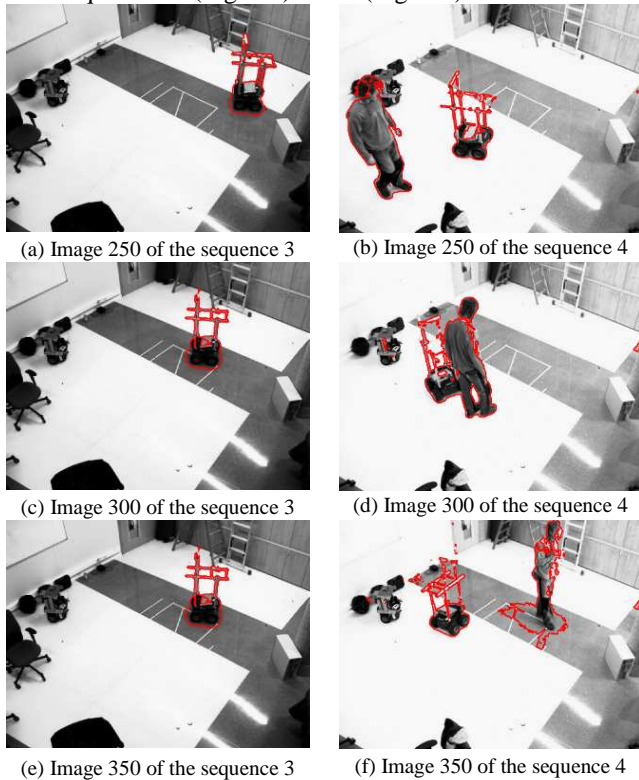 (a) Image 250 of the sequence 3
(b) Image 250 of the sequence 4
(c) Image 300 of the sequence 3
(d) Image 300 of the sequence 4
(e) Image 350 of the sequence 3
(f) Image 350 of the sequence 4